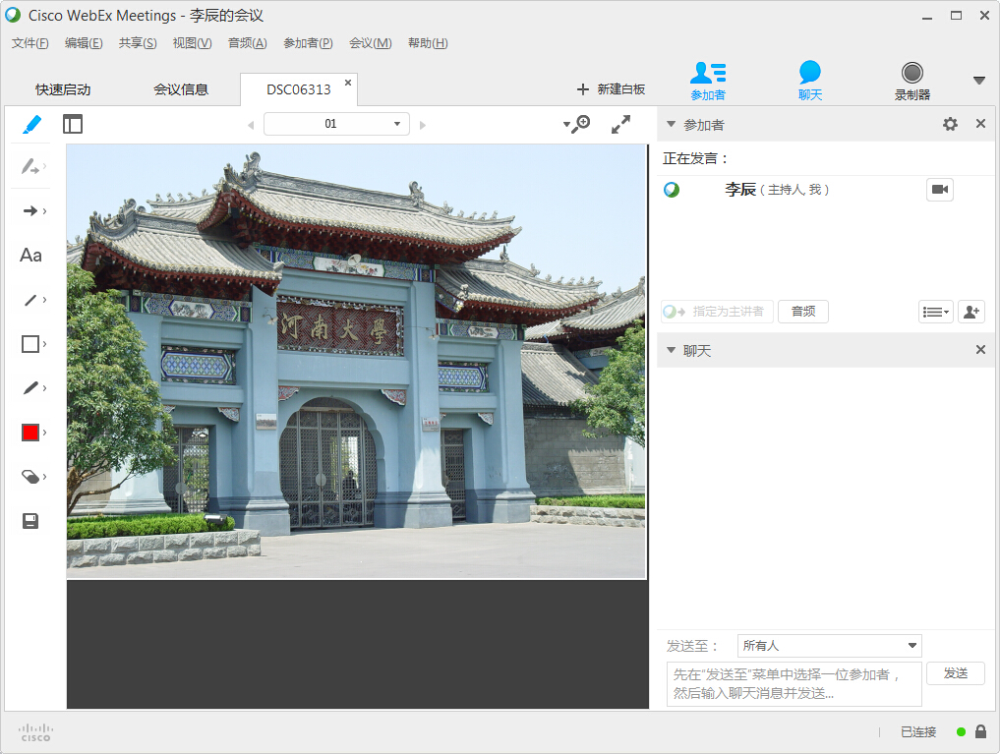 Cisco WebEx Meetings - 李辰的会议
文件(F) 编辑(E) 共享(S) 视图(V) 音频(A) 参加者(P) 会议(M) 帮助(H)
快速启动 会议信息 DSC06313 新建白板 参加者 聊天 录制器
01
参加者
正在发言：
李辰 ( 主持人, 我 )
河南大學
指定为主讲者 音频
聊天
Aa
发送至： 所有人
先在“发送至”菜单中选择一位参加者，
然后输入聊天消息并发送...
发送
CISCO
已连接